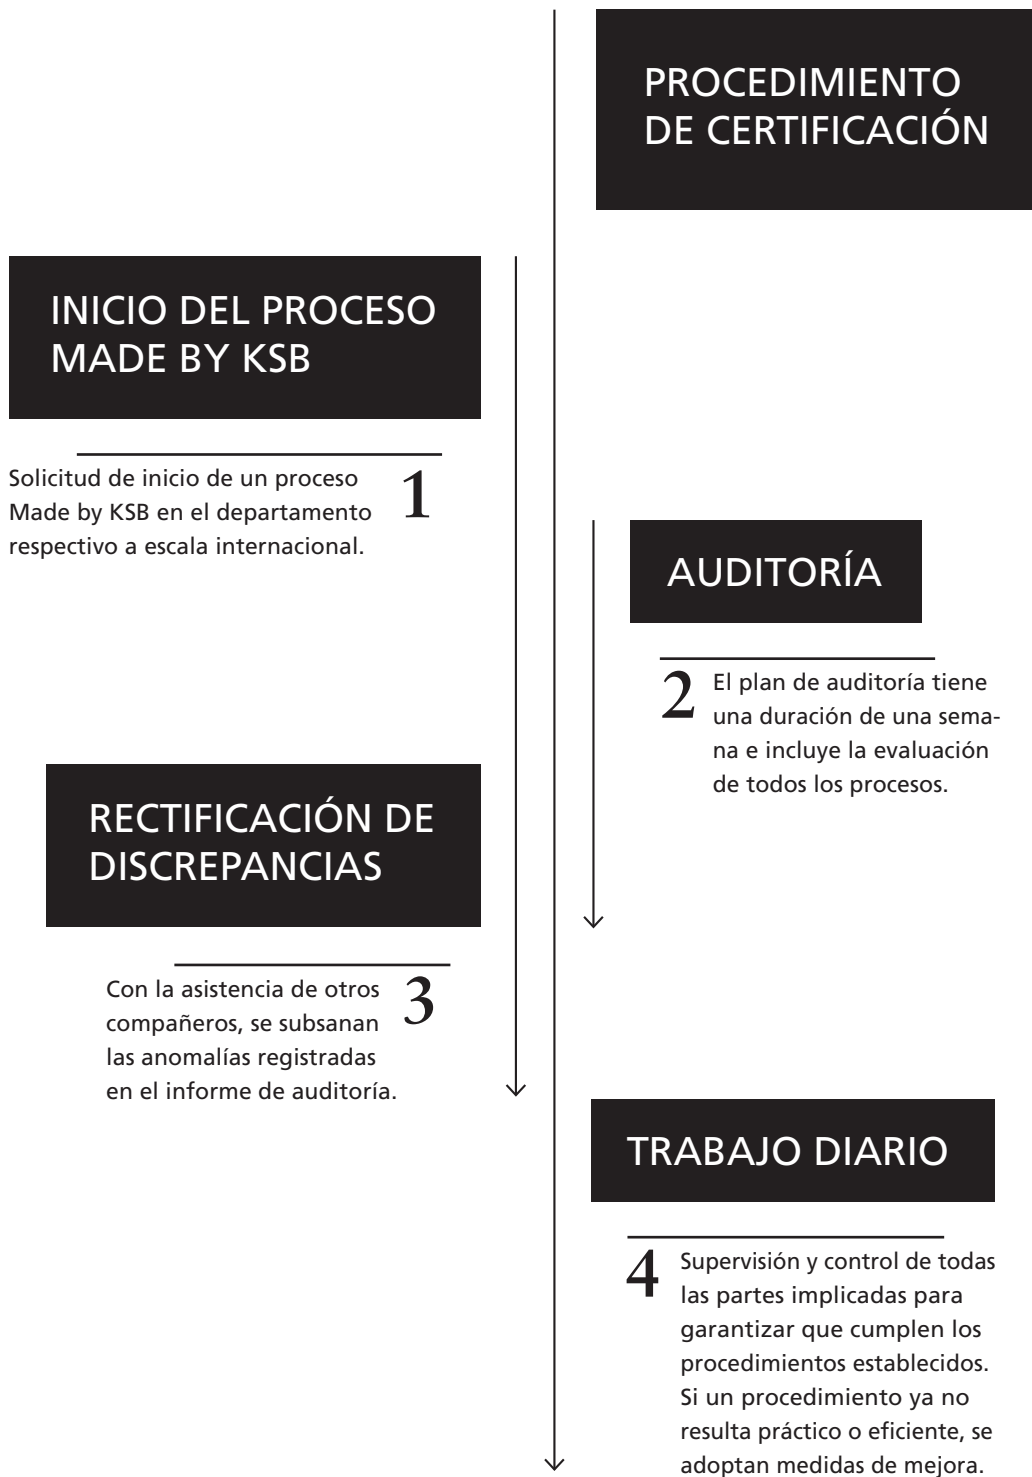 PROCEDIMIENTO
DE CERTIFICACIÓN
INICIO DEL PROCESO
MADE BY KSB
1
Solicitud de inicio de un proceso
Made by KSB en el departamento
respectivo a escala internacional.
AUDITORÍA
2
El plan de auditoría tiene
una duración de una sema-
na e incluye la evaluación
de todos los procesos.
RECTIFICACIÓN DE
DISCREPANCIAS
3
Con la asistencia de otros
compañeros, se subsanan
las anomalías registradas
en el informe de auditoría.
TRABAJO DIARIO
4
Supervisión y control de todas
las partes implicadas para
garantizar que cumplen los
procedimientos establecidos.
Si un procedimiento ya no
resulta práctico o eficiente, se
adoptan medidas de mejora.